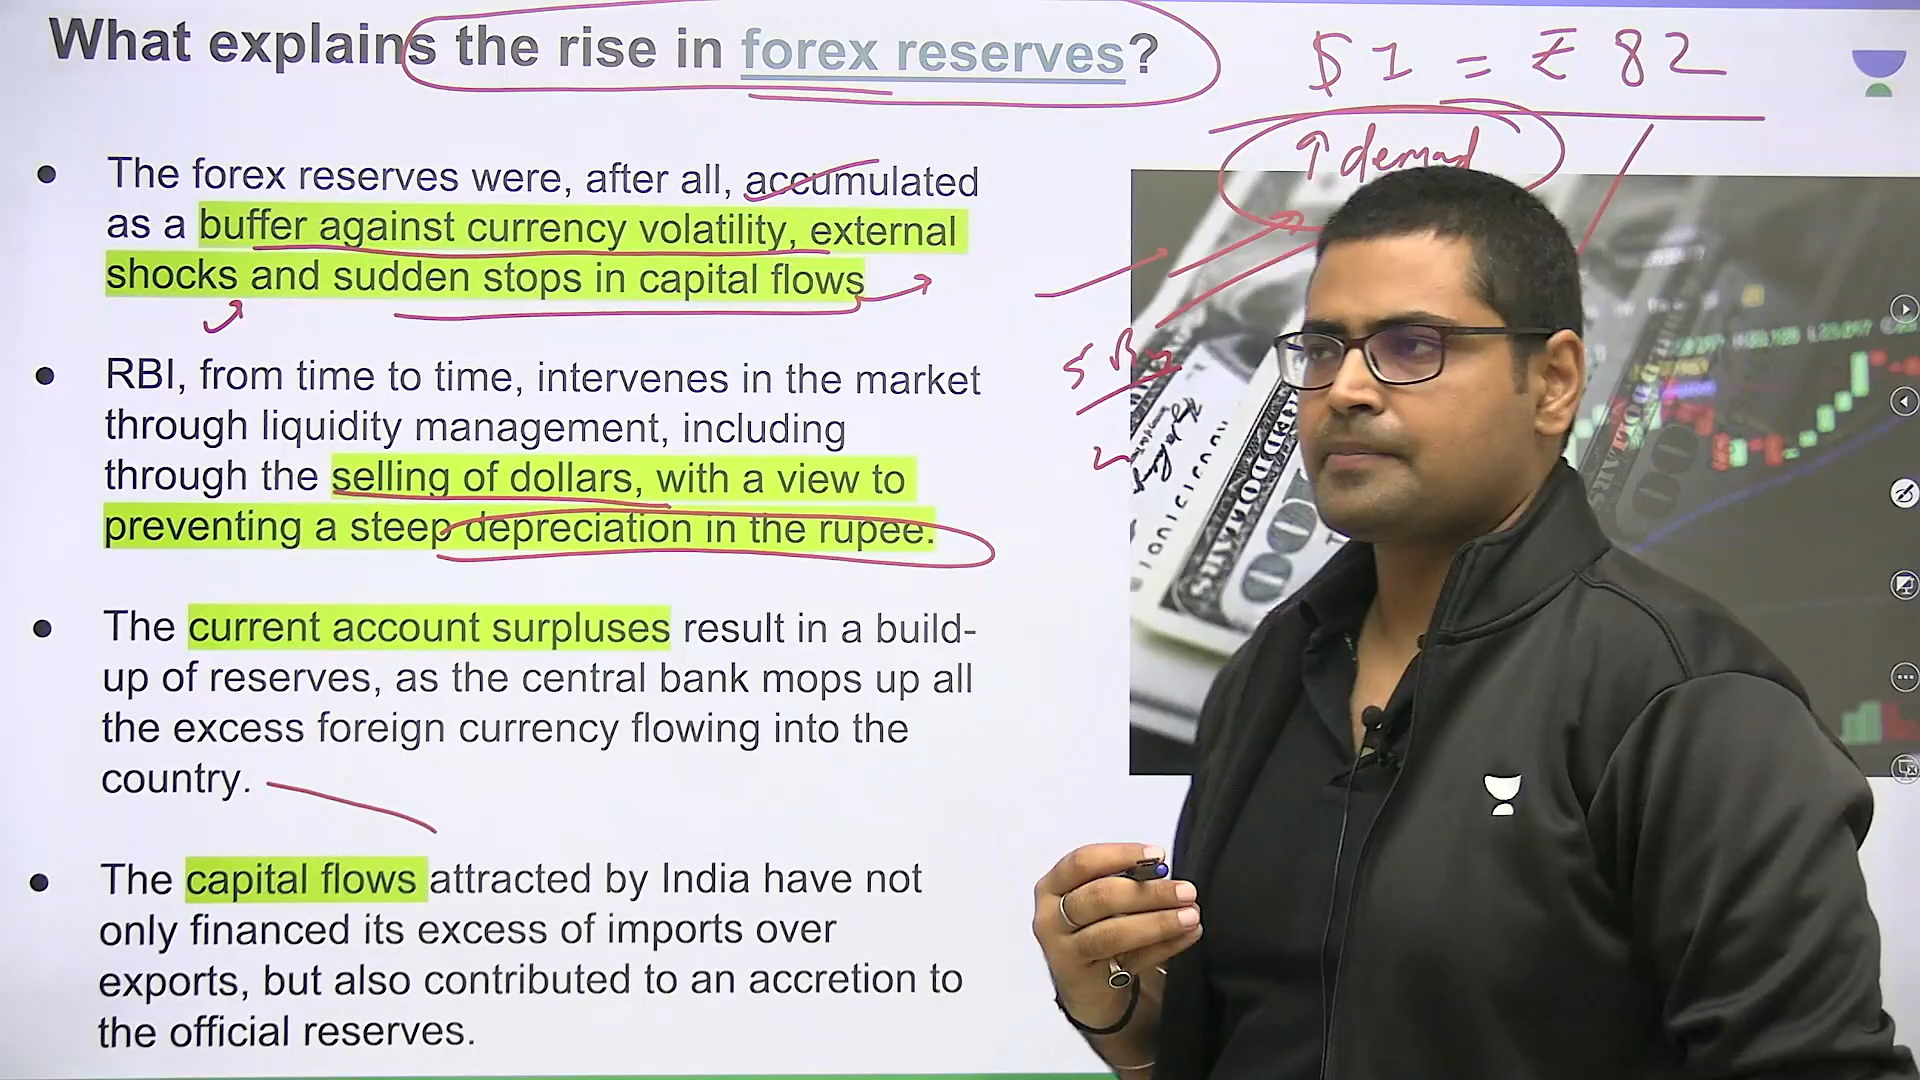 What explains the rise in forex reserves?
$ 1 = ₹ 82
↑ demand
● The forex reserves were, after all, accumulated
as a buffer against currency volatility, external
shocks and sudden stops in capital flows
● RBI, from time to time, intervenes in the market
through liquidity management, including
through the selling of dollars, with a view to
preventing a steep depreciation in the rupee.
● The current account surpluses result in a build-
up of reserves, as the central bank mops up all
the excess foreign currency flowing into the
country.
● The capital flows attracted by India have not
only financed its excess of imports over
exports, but also contributed to an accretion to
the official reserves.